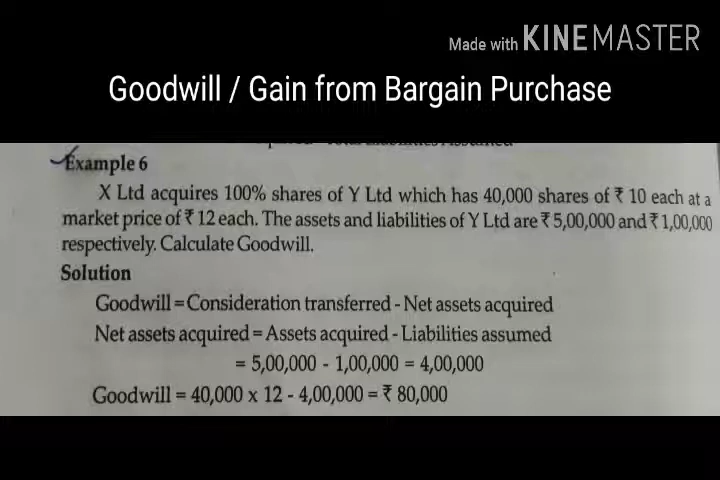 Made with KINEMASTER
Goodwill / Gain from Bargain Purchase
Example 6
X Ltd acquires 100% shares of Y Ltd which has 40,000 shares of ₹ 10 each at a
market price of ₹ 12 each. The assets and liabilities of Y Ltd are ₹ 5,00,000 and ₹ 1,00,000
respectively. Calculate Goodwill.
Solution
Goodwill = Consideration transferred - Net assets acquired
Net assets acquired = Assets acquired - Liabilities assumed
= 5,00,000 - 1,00,000 = 4,00,000
Goodwill = 40,000 x 12 - 4,00,000 = ₹ 80,000